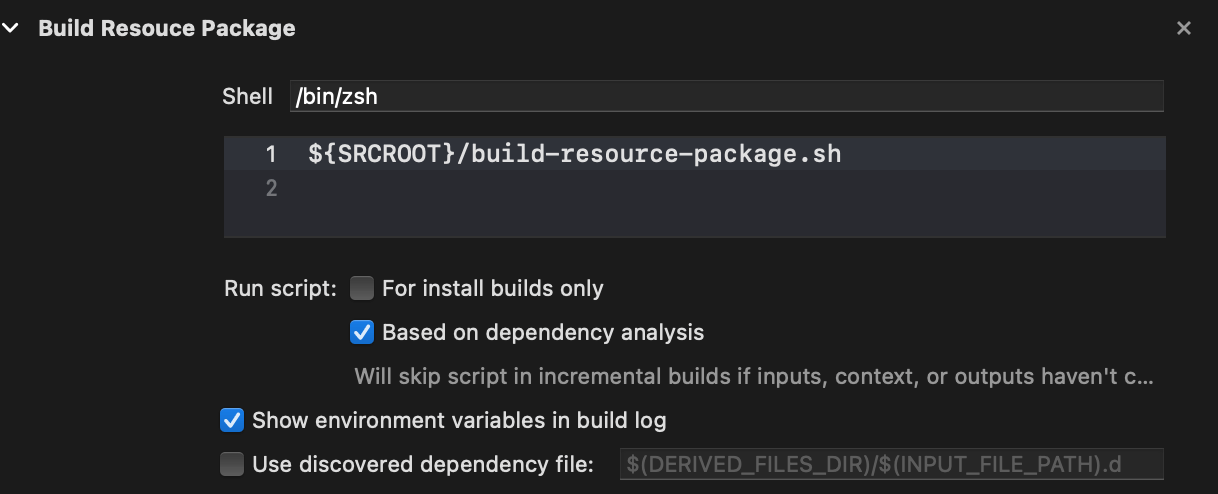 Build Resouce Package
Shell /bin/zsh
1 ${SRCROOT}/build-resource-package.sh
2
Run script: For install builds only
Based on dependency analysis
Will skip script in incremental builds if inputs, context, or outputs haven't c...
Show environment variables in build log
Use discovered dependency file: $(DERIVED_FILES_DIR)/$(INPUT_FILE_PATH).d